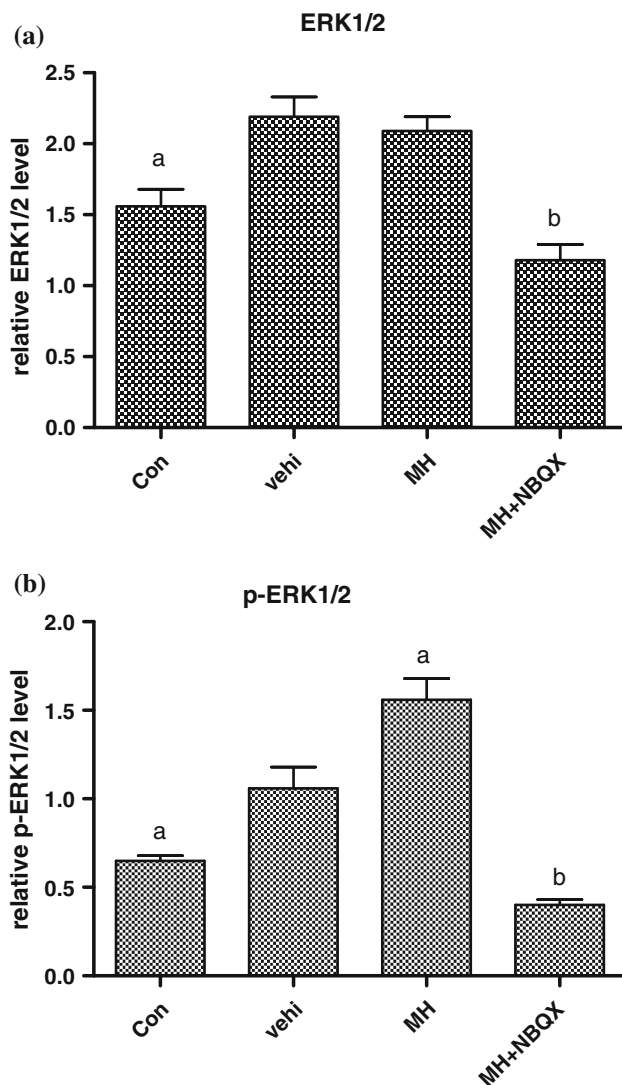 (a)
ERK1/2
relative ERK1/2 level
2.5
2.0
1.5
1.0
0.5
0.0
a
b
Con
vehi
MH
MH+NBQX
(b)
p-ERK1/2
relative p-ERK1/2 level
2.0
1.5
1.0
0.5
0.0
a
a
b
Con
vehi
MH
MH+NBQX